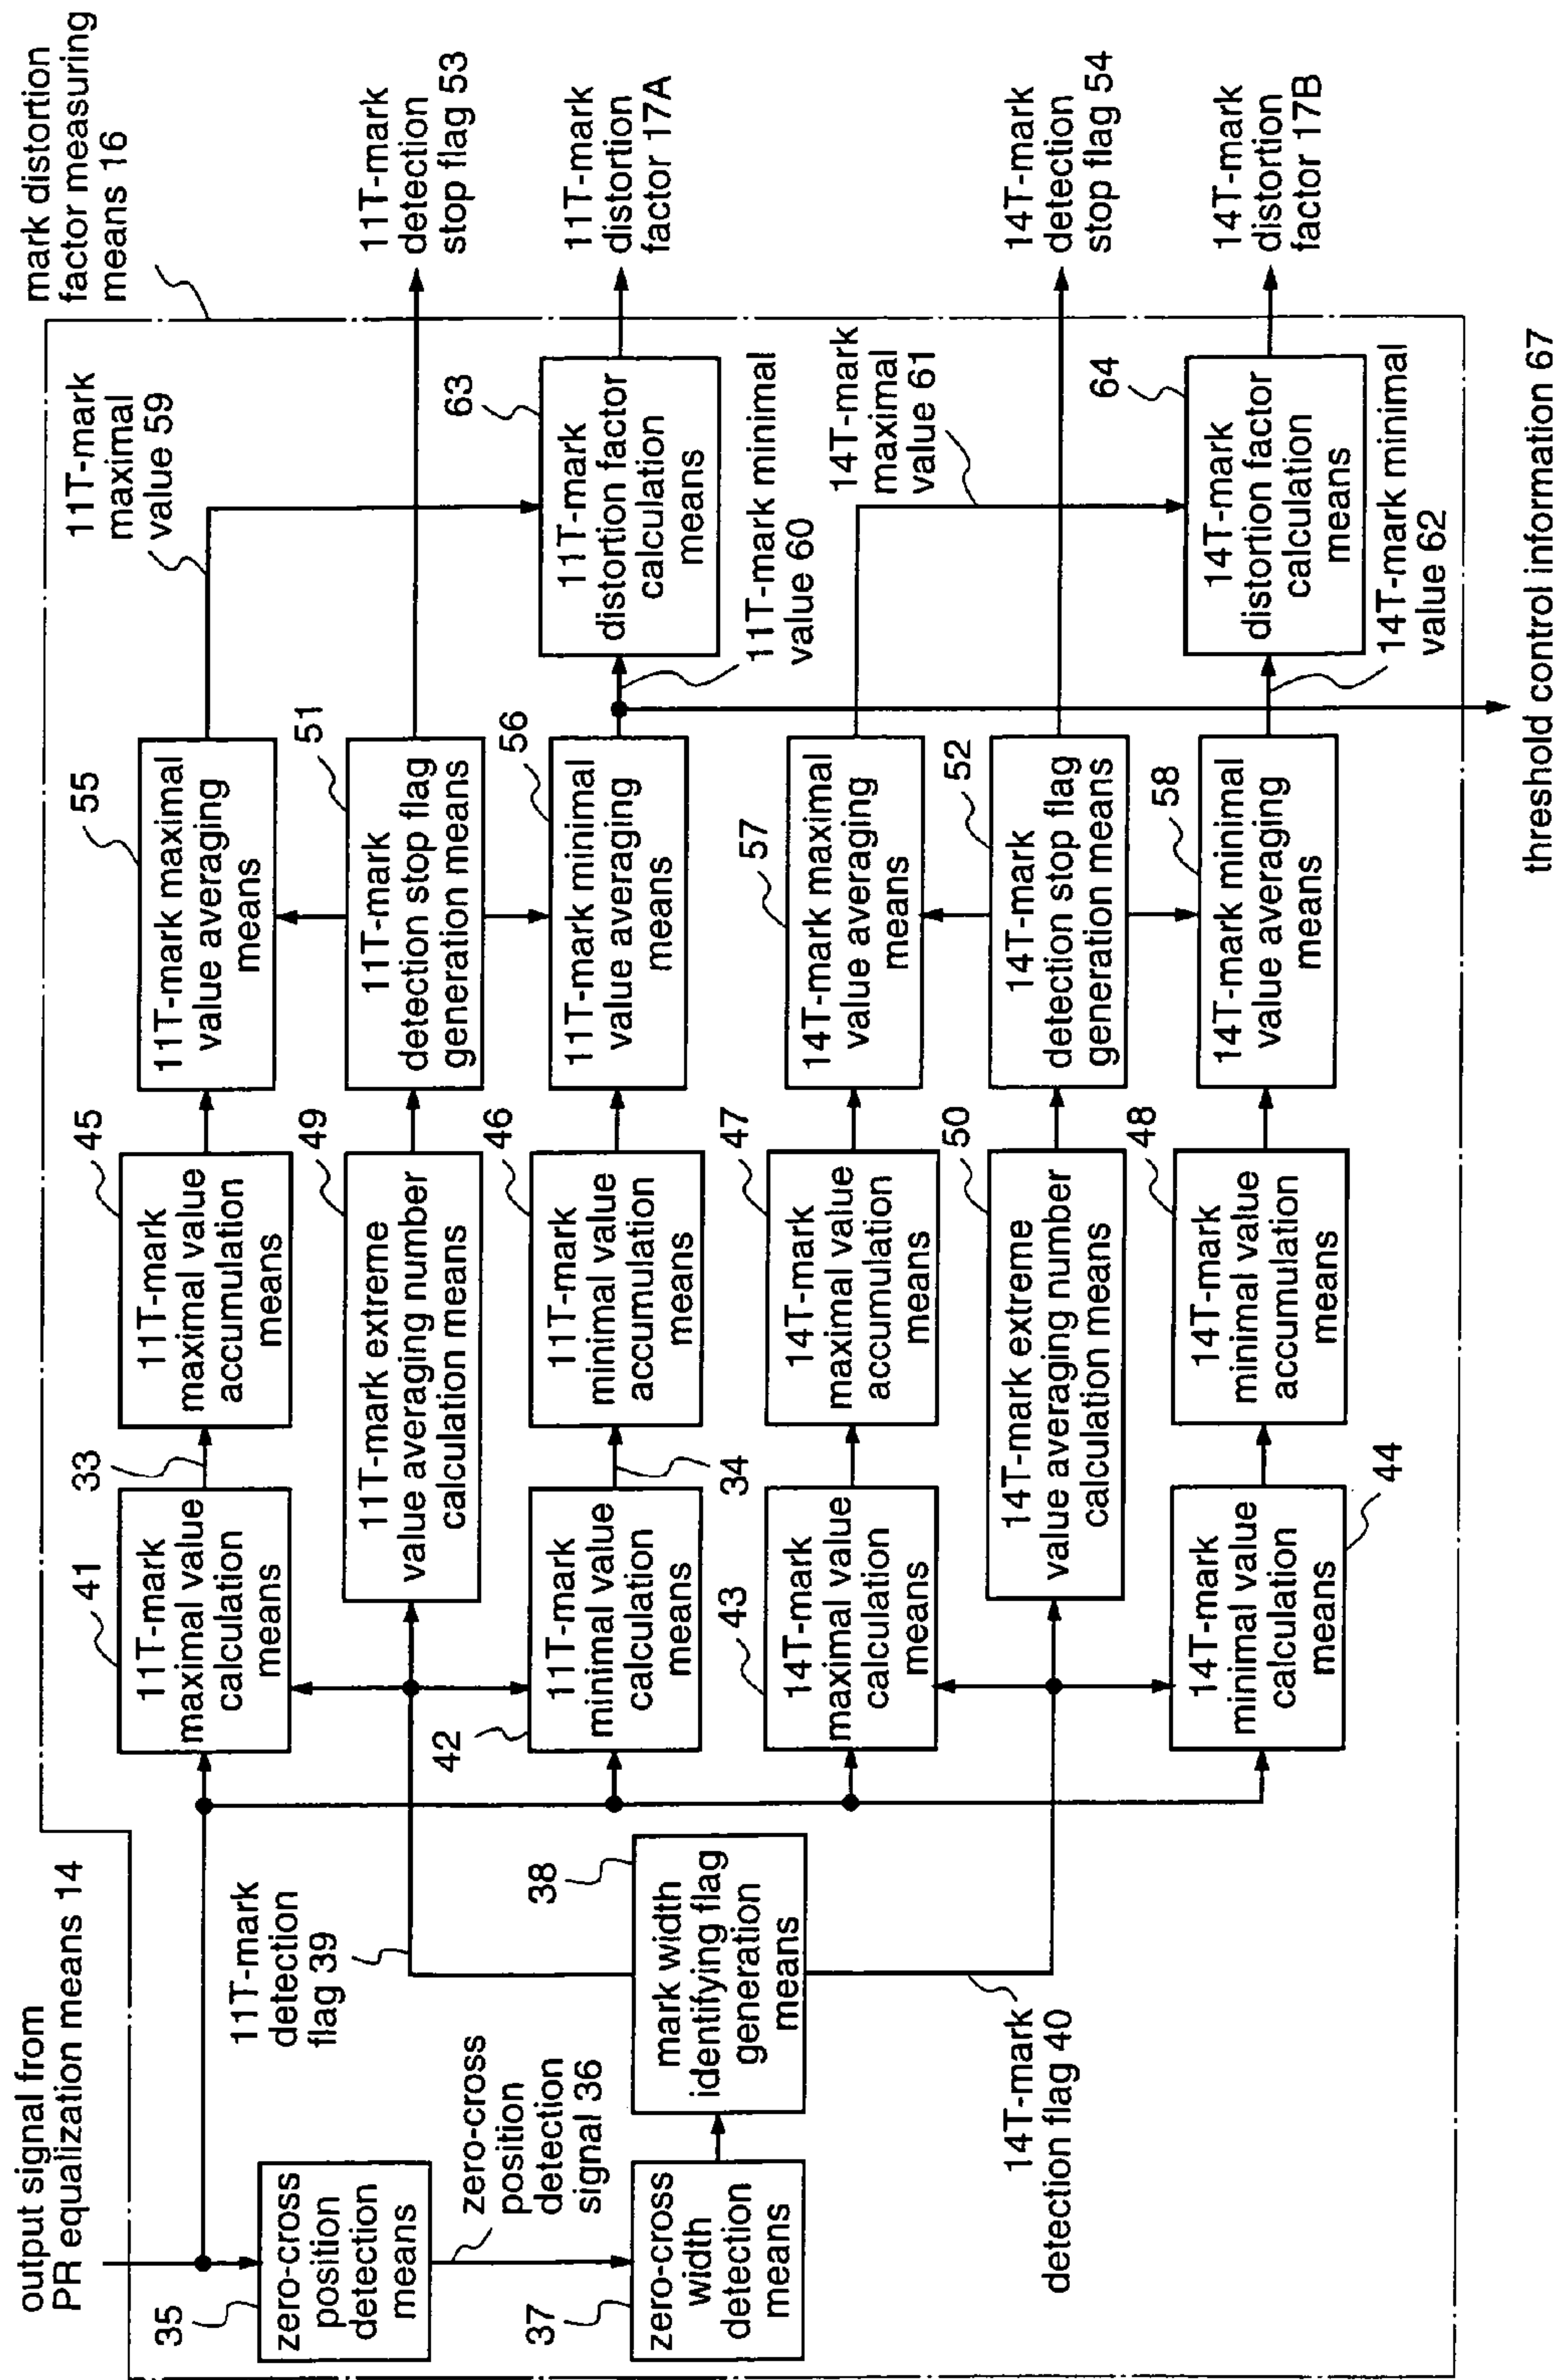 output signal from
PR equalization means 14
35
zero-cross
position
detection
means
zero-cross
position
detection
signal 36
37
zero-cross
width
detection
means
11T-mark
detection
flag 39
38
mark width
identifying flag
generation
means
14T-mark
detection flag 40
41
11T-mark
maximal value
calculation
means
33
45
11T-mark
maximal value
accumulation
means
55
11T-mark maximal
value averaging
means
11T-mark
maximal
value 59
mark distortion
factor measuring
means 16
49
11T-mark extreme
value averaging number
calculation means
51
11T-mark
detection stop flag
generation means
11T-mark
detection
stop flag 53
42
11T-mark
minimal value
calculation
means
34
46
11T-mark
minimal value
accumulation
means
56
11T-mark minimal
value averaging
means
11T-mark minimal
value 60
63
11T-mark
distortion factor
calculation
means
11T-mark
distortion
factor 17A
43
14T-mark
maximal value
calculation
means
47
14T-mark
maximal value
accumulation
means
57
14T-mark maximal
value averaging
means
14T-mark
maximal
value 61
50
14T-mark extreme
value averaging number
calculation means
52
14T-mark
detection stop flag
generation means
14T-mark
detection
stop flag 54
44
14T-mark
minimal value
calculation
means
48
14T-mark
minimal value
accumulation
means
58
14T-mark minimal
value averaging
means
14T-mark minimal
value 62
64
14T-mark
distortion factor
calculation
means
14T-mark
distortion
factor 17B
threshold control information 67